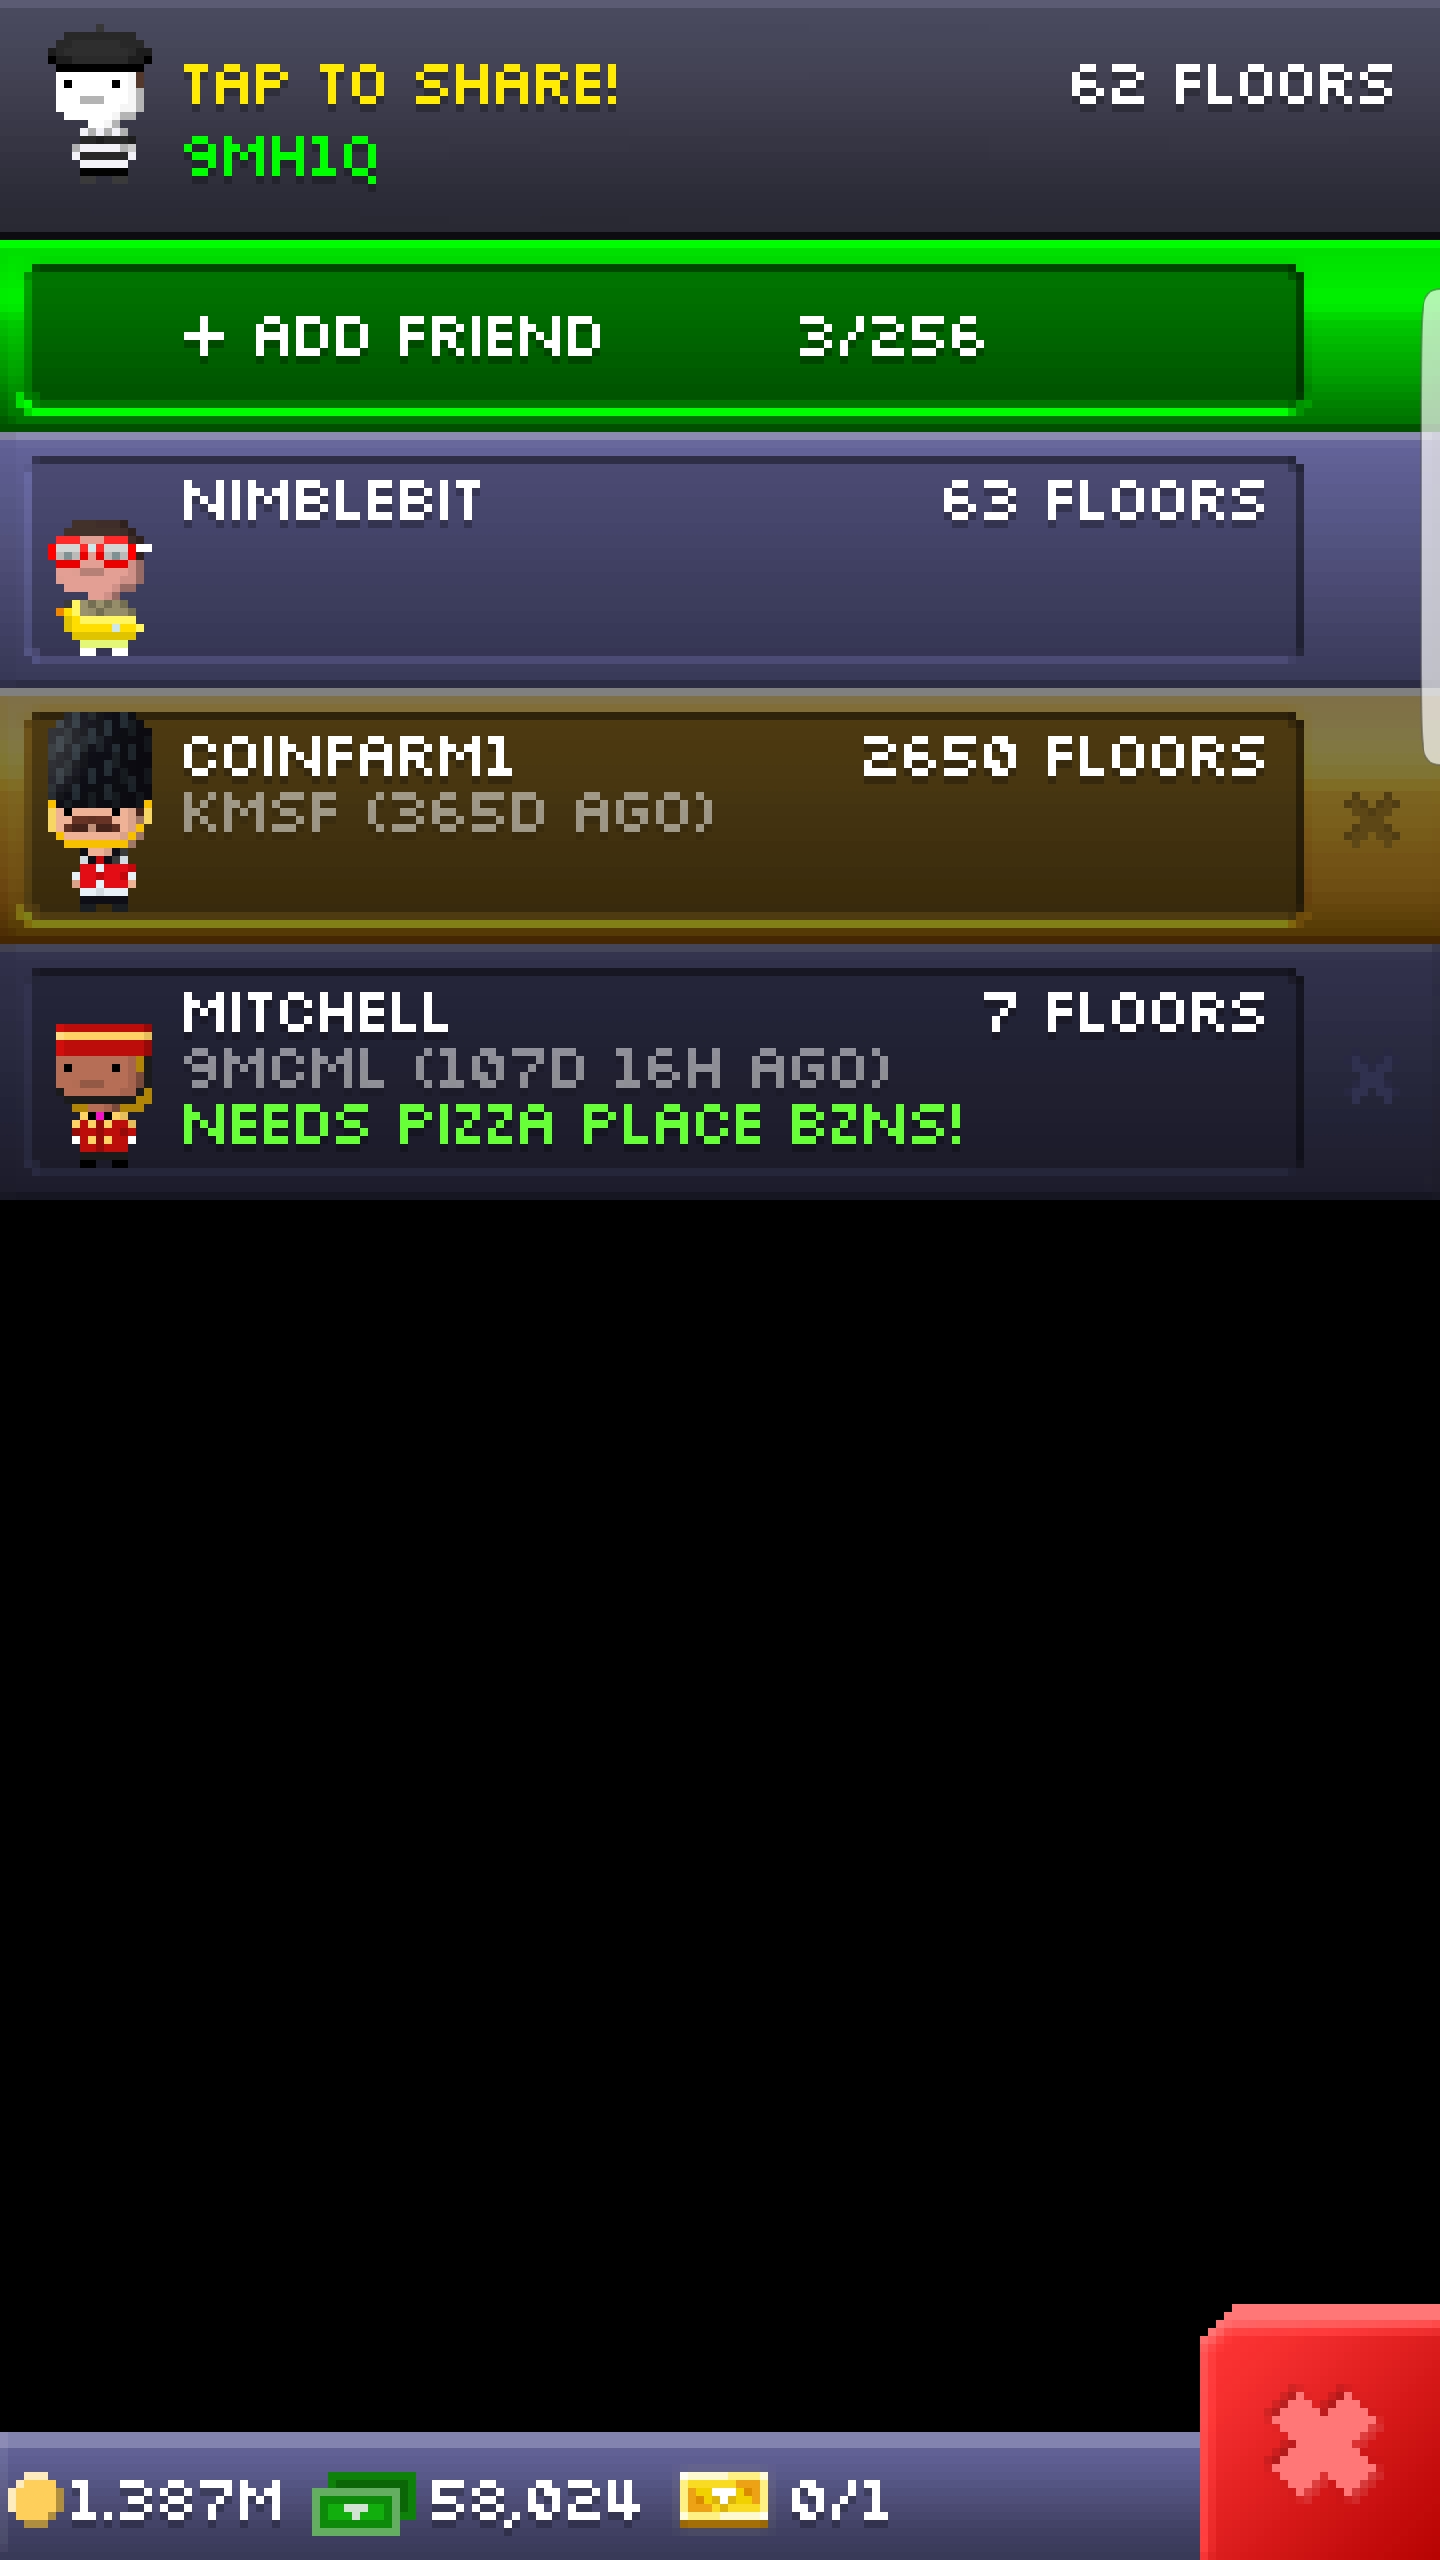 TAP TO SHARE!
62 FLOORS
9MH1Q
+ ADD FRIEND 3/256
NIMBLEBIT 63 FLOORS
COINFARM1 2650 FLOORS
KMSF (365D AGO)
MITCHELL 7 FLOORS
9MCML (107D 16H AGO)
NEEDS PIZZA PLACE BZNS!
1.387M 58,024 0/1